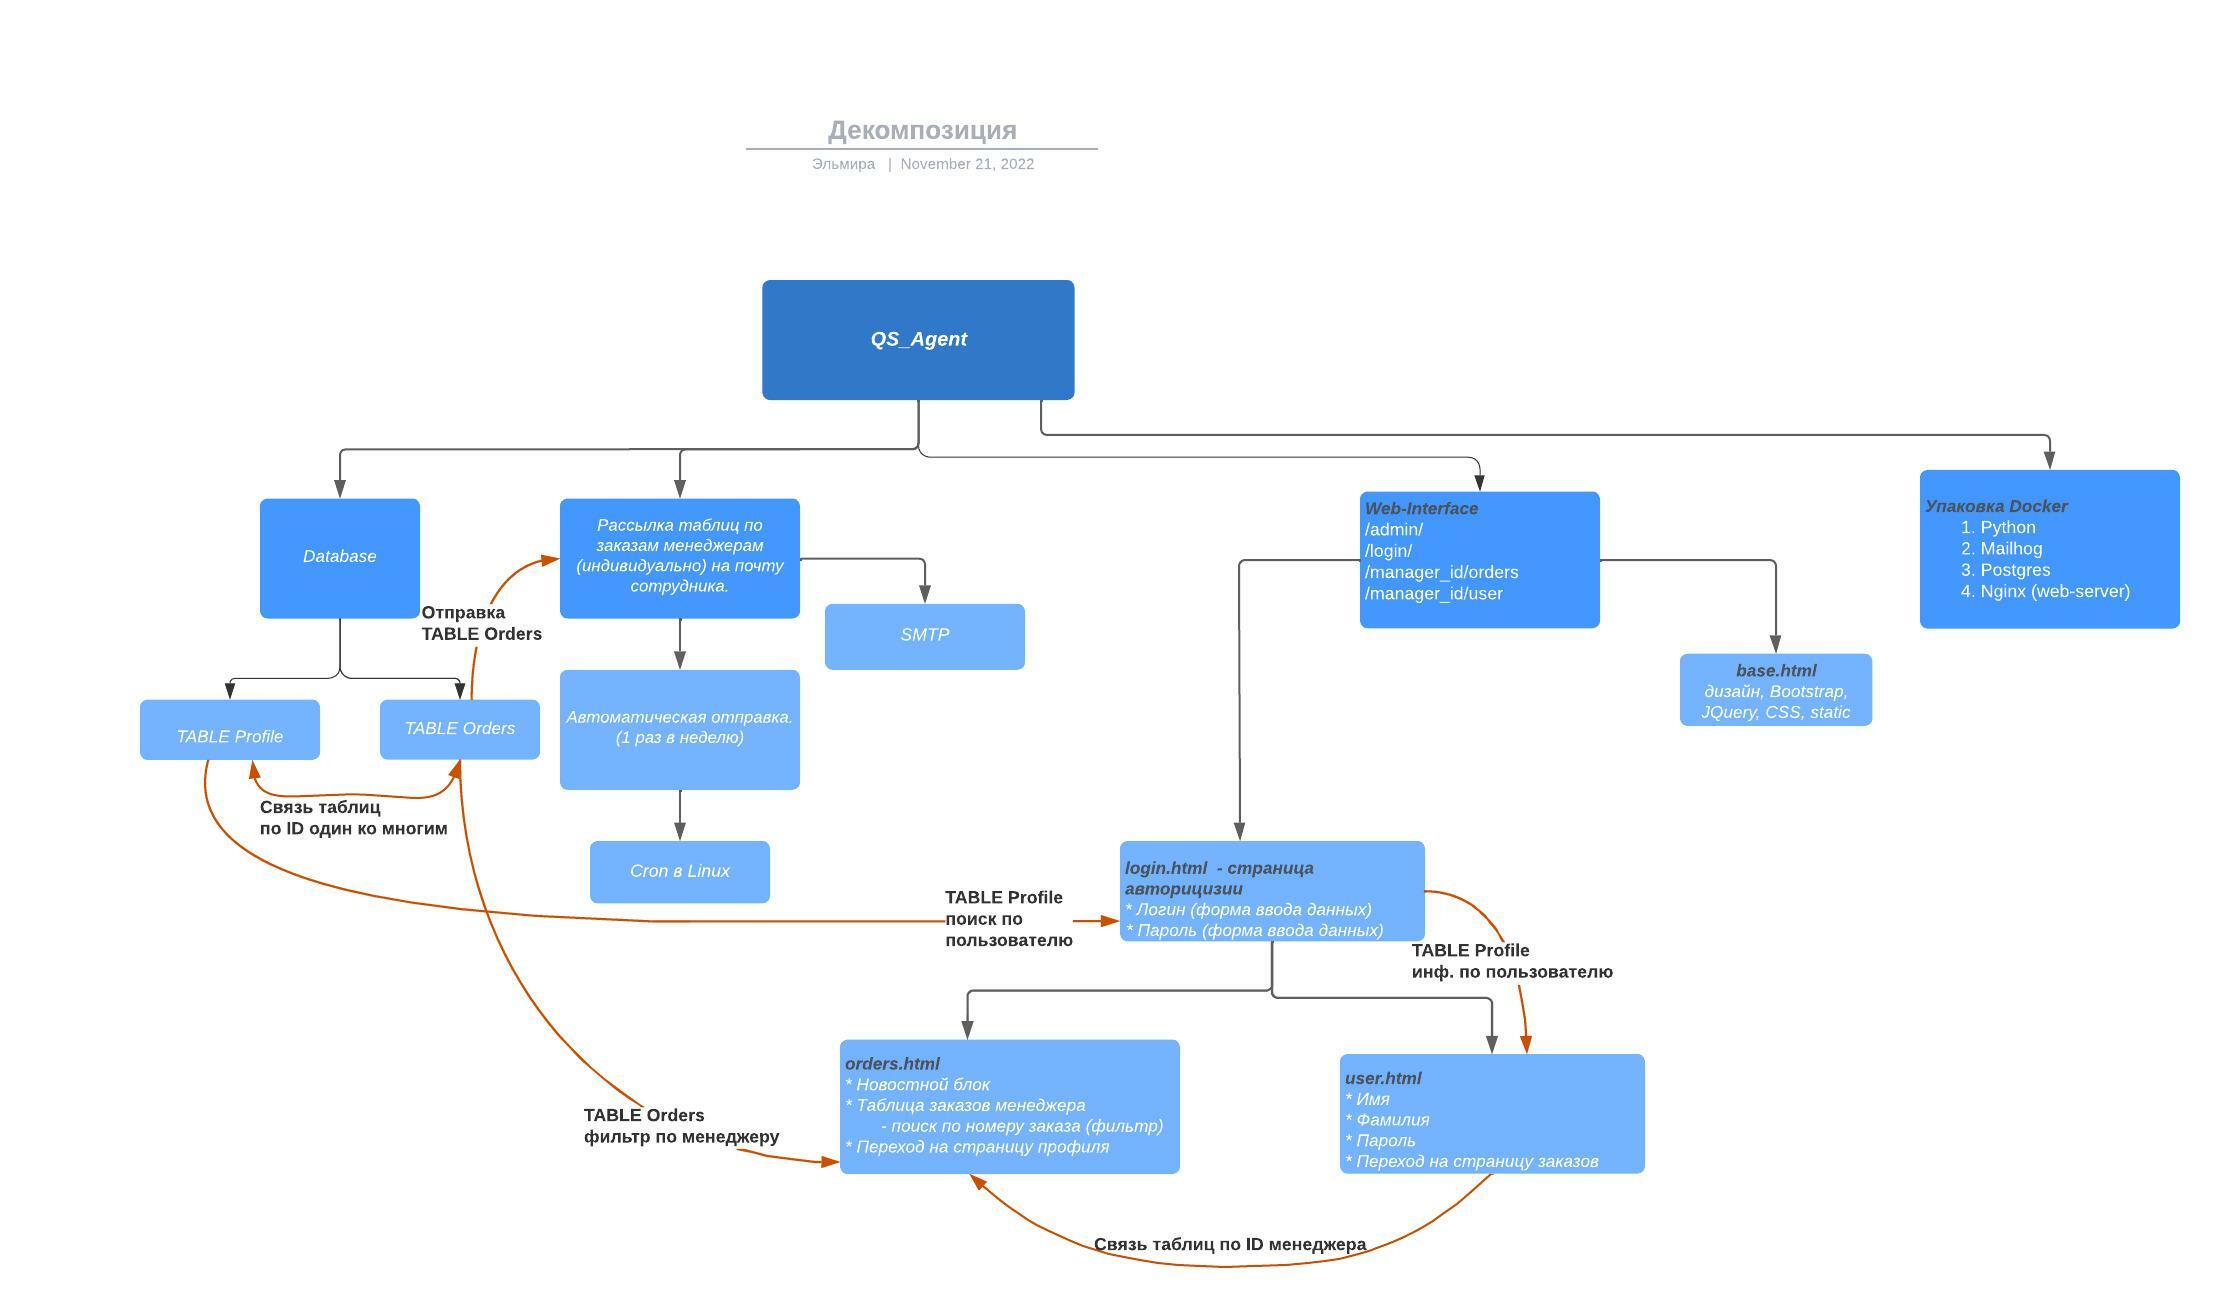 Декомпозиция
Эльмира | November 21, 2022
QS_Agent
Database
Рассылка таблиц по
заказам менеджерам
(индивидуально) на почту
сотрудника.
Web-Interface
/admin/
/login/
/manager_id/orders
/manager_id/user
Упаковка Docker
1. Python
2. Mailhog
3. Postgres
4. Nginx (web-server)
Отправка
TABLE Orders
SMTP
base.html
дизайн, Bootstrap,
JQuery, CSS, static
TABLE Profile
TABLE Orders
Автоматическая отправка.
(1 раз в неделю)
Связь таблиц
по ID один ко многим
Cron в Linux
TABLE Profile
поиск по
пользователю
login.html - страница
авторицизии
* Логин (форма ввода данных)
* Пароль (форма ввода данных)
TABLE Profile
инф. по пользователю
orders.html
* Новостной блок
* Таблица заказов менеджера
- поиск по номеру заказа (фильтр)
* Переход на страницу профиля
user.html
* Имя
* Фамилия
* Пароль
* Переход на страницу заказов
TABLE Orders
фильтр по менеджеру
Связь таблиц по ID менеджера